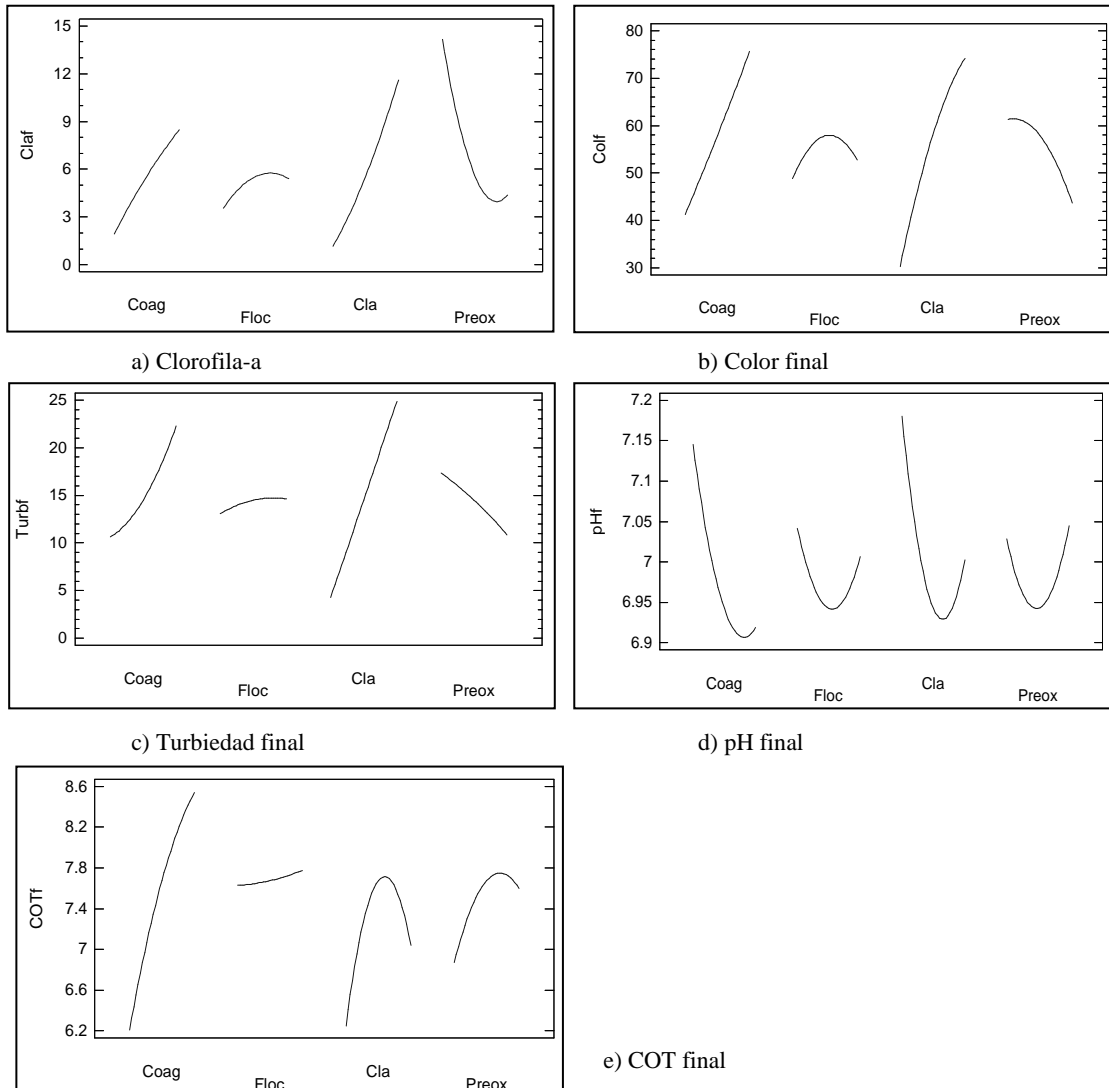 15
12
9
6
3
0
Claf
Coag
Floc
Cla
Preox
a) Clorofila-a
80
70
60
50
40
30
Colf
Coag
Floc
Cla
Preox
b) Color final
25
20
15
10
5
0
Turbf
Coag
Floc
Cla
Preox
c) Turbiedad final
7.2
7.15
7.1
7.05
7
6.95
6.9
pHf
Coag
Floc
Cla
Preox
d) pH final
8.6
8.2
7.8
7.4
7
6.6
6.2
COTf
Coag
Floc
Cla
Preox
e) COT final